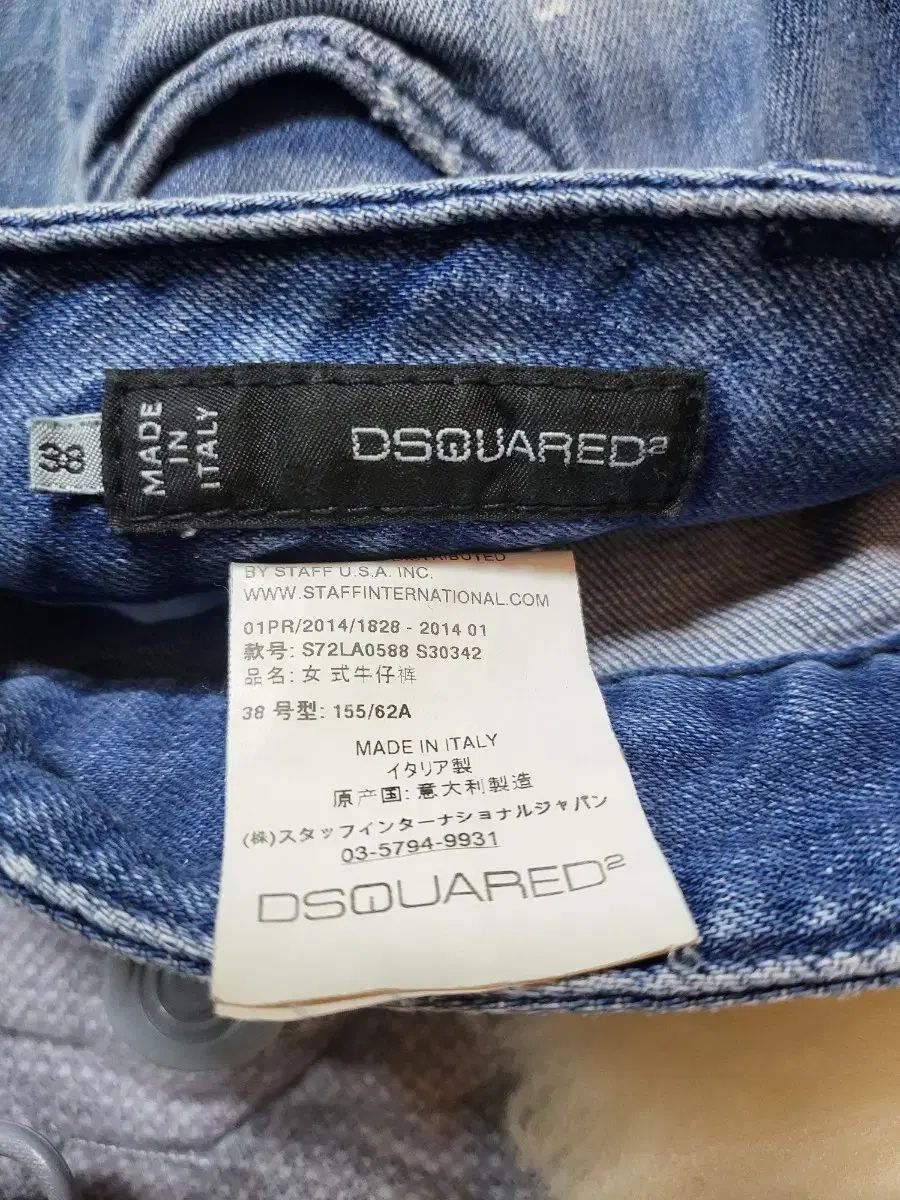 38
MADE
IN
ITALY
DSQUARED2
BY STAFF U.S.A. INC.
WWW.STAFFINTERNATIONAL.COM
01PR/2014/1828 - 2014 01
款号: S72LA0588 S30342
品名: 女 式牛仔裤
38 号型: 155/62A
MADE IN ITALY
イタリア製
原产国: 意大利製造
(株)スタッフインターナショナルジャパン
03-5794-9931
DSQUARED2